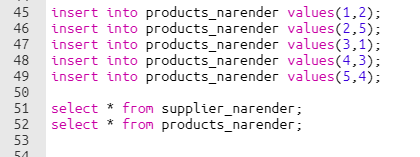 45 insert into products_narender values(1,2);
46 insert into products_narender values(2,5);
47 insert into products_narender values(3,1);
48 insert into products_narender values(4,3);
49 insert into products_narender values(5,4);
50
51 select * from supplier_narender;
52 select * from products_narender;
53
54